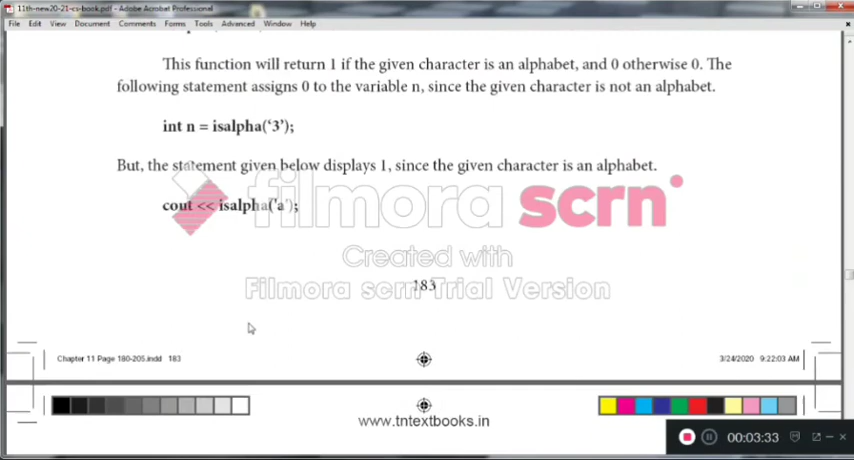 11th-new20-21-cs-book.pdf - Adobe Acrobat Professional
File Edit View Document Comments Forms Tools Advanced Window Help
This function will return 1 if the given character is an alphabet, and 0 otherwise 0. The
following statement assigns 0 to the variable n, since the given character is not an alphabet.
int n = isalpha(‘3’);
But, the statement given below displays 1, since the given character is an alphabet.
cout << isalpha('a');
filmora scrn
Created with
Filmora scrn Trial Version
183
Chapter 11 Page 180-205.indd 183
3/24/2020 9:22:03 AM
www.tntextbooks.in
00:03:33